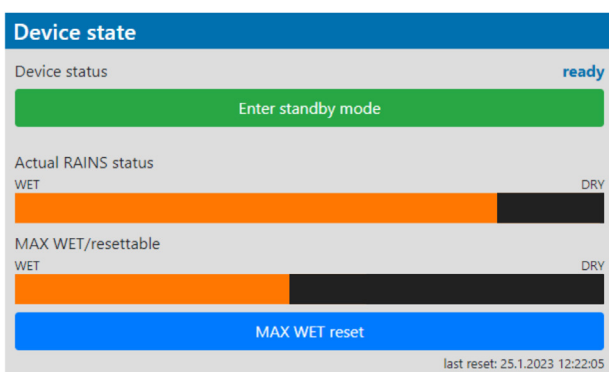 Device state
Device status ready
Enter standby mode
Actual RAINS status
WET DRY
MAX WET/resettable
WET DRY
MAX WET reset
last reset: 25.1.2023 12:22:05